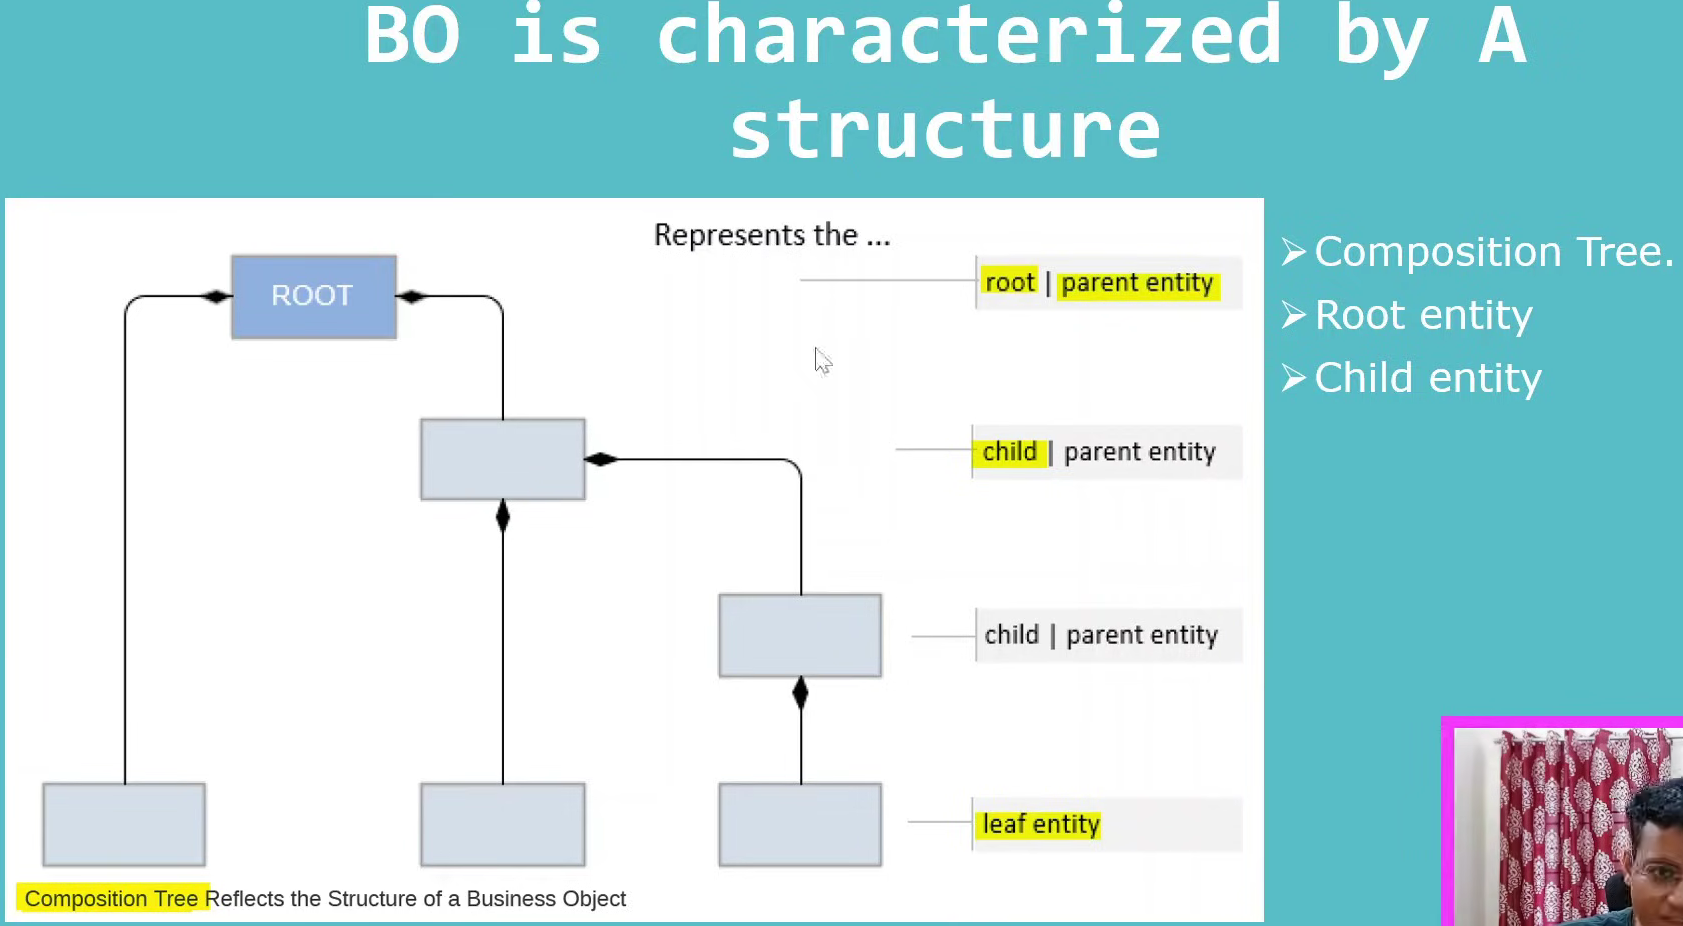 BO is characterized by A
structure
Represents the ...
ROOT
root | parent entity
child | parent entity
child | parent entity
leaf entity
Composition Tree Reflects the Structure of a Business Object
Composition Tree.
Root entity
Child entity